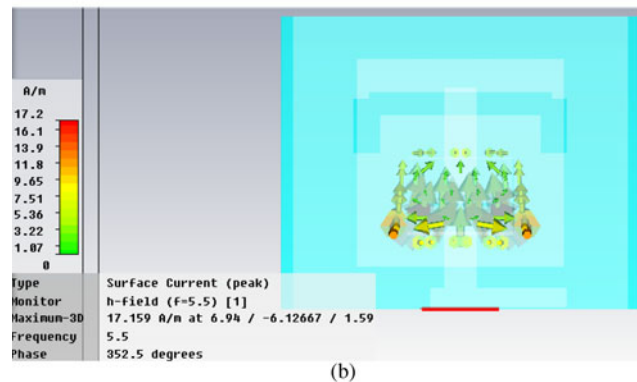 A/m
17.2
16.1
13.9
11.8
9.65
7.51
5.36
3.22
1.07
0
Type Surface Current (peak)
Monitor h-field (f=5.5) [1]
Maximum-3D 17.159 A/m at 6.94 / -6.12667 / 1.59
Frequency 5.5
Phase 352.5 degrees
(b)